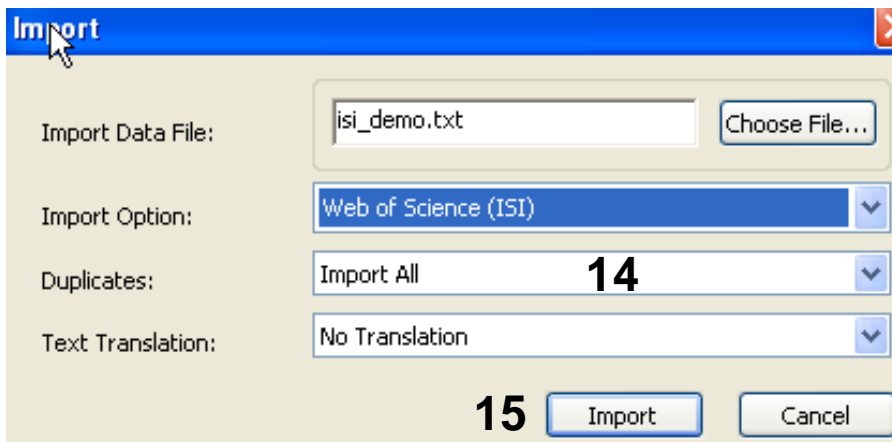 Import
Import Data File: isi_demo.txt Choose File...
Import Option: Web of Science (ISI)
Duplicates: Import All 14
Text Translation: No Translation
15 Import Cancel